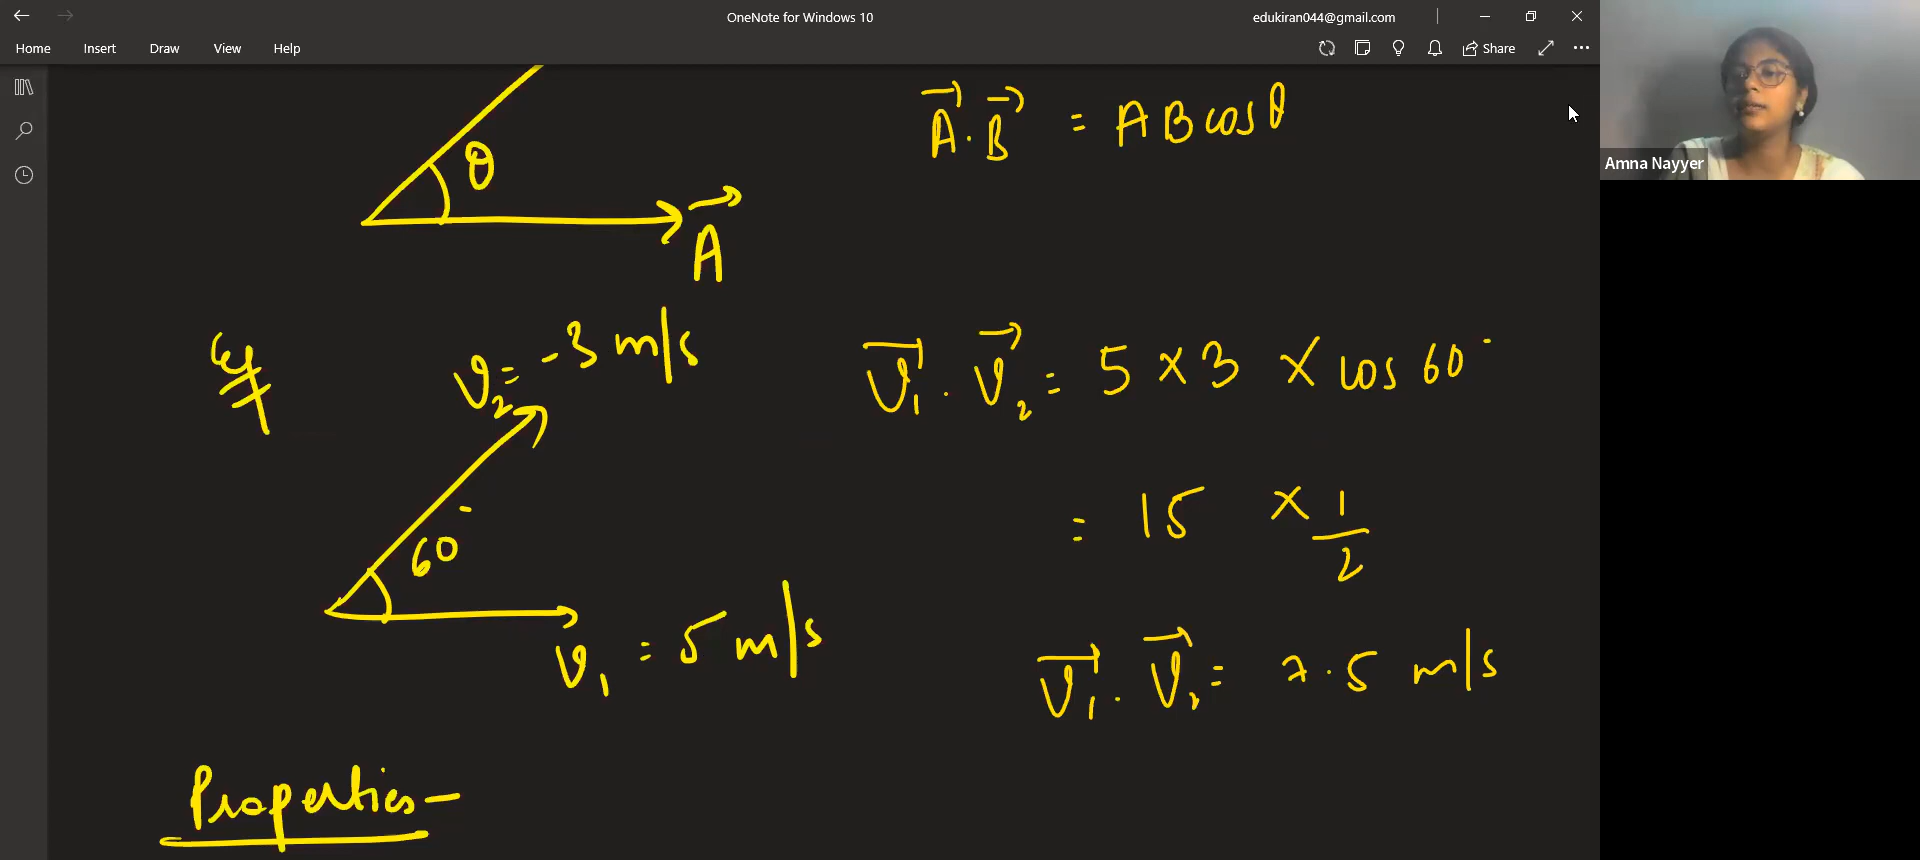 OneNote for Windows 10
edukiran044@gmail.com
Home Insert Draw View Help
Share
Amna Nayyer
A⃗ . B⃗ = A B cos θ
θ
A⃗
v₂ = -3 m/s
V⃗₁ . V⃗₂ = 5 × 3 × cos 60°
60°
= 15 × 1/2
v₁ = 5 m/s
V⃗₁ . V⃗₂ = 7.5 m/s
Properties -